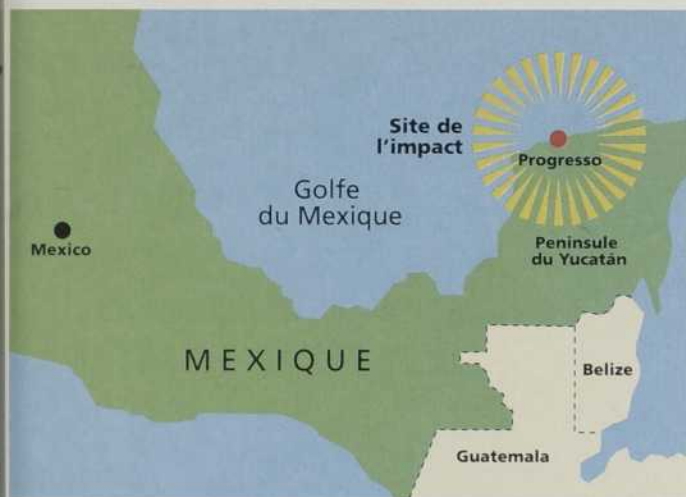 Site de
l'impact
Progresso
Golfe
du Mexique
Mexico
Peninsule
du Yucatán
MEXIQUE
Belize
Guatemala